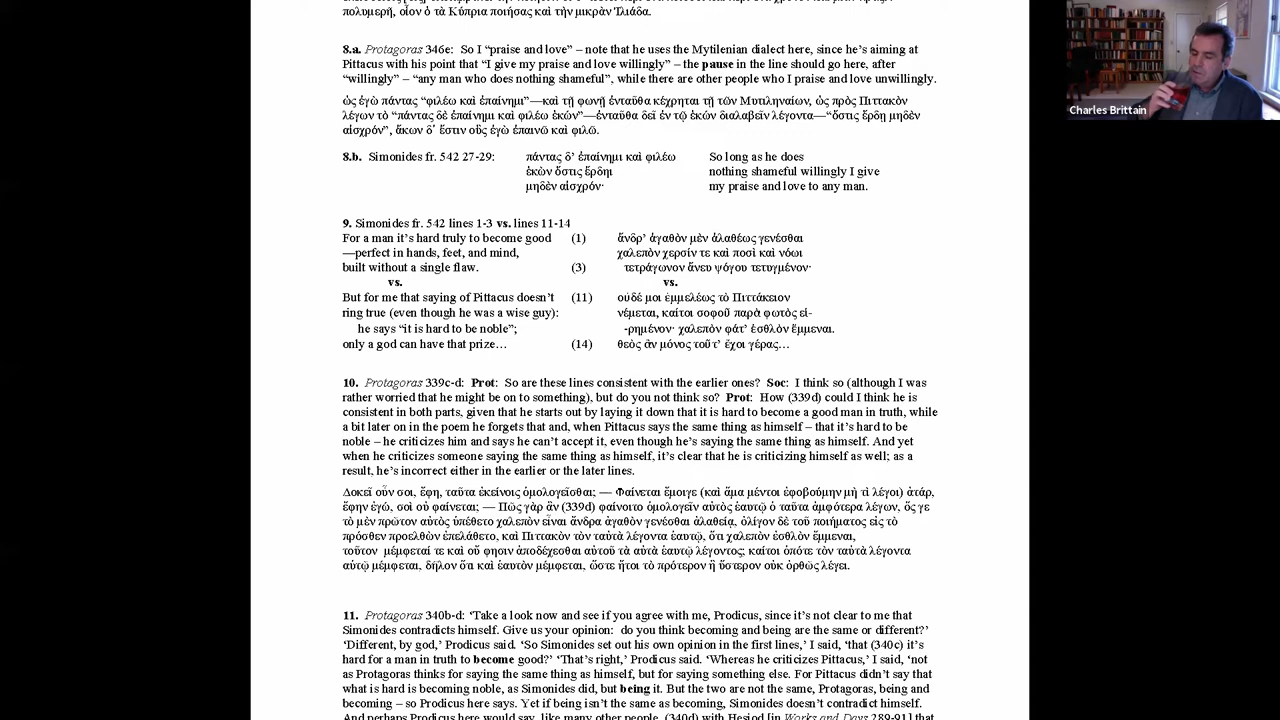 πολυμερῆ, οἷον ὁ τὰ Κύπρια ποιήσας καὶ τὴν μικρὰν Ἰλιάδα.
8.a. Protagoras 346e: So I “praise and love” – note that he uses the Mytilenian dialect here, since he’s aiming at
Pittacus with his point that “I give my praise and love willingly” – the pause in the line should go here, after
“willingly” – “any man who does nothing shameful”, while there are other people who I praise and love unwillingly.
ὡς ἐγὼ πάντας “φιλέω καὶ ἐπαίνημι”—καὶ τῇ φωνῇ ἐνταῦθα κέχρηται τῇ τῶν Μυτιληναίων, ὡς πρὸς Πιττακὸν
λέγων τὸ “πάντας δὲ ἐπαίνημι καὶ φιλέω ἑκών”—ἐνταῦθα δεῖ ἐν τῷ ἑκών διαλαβεῖν λέγοντα—“ὅστις ἔρδῃ μηδὲν
αἰσχρόν”, ἄκων δ’ ἔστιν οὓς ἐγὼ ἐπαινῶ καὶ φιλῶ.
8.b. Simonides fr. 542 27-29: πάντας δ’ ἐπαίνημι καὶ φιλέω So long as he does
ἑκὼν ὅστις ἔρδηι nothing shameful willingly I give
μηδὲν αἰσχρόν· my praise and love to any man.
9. Simonides fr. 542 lines 1-3 vs. lines 11-14
For a man it’s hard truly to become good (1) ἄνδρ’ ἀγαθὸν μὲν ἀλαθέως γενέσθαι
—perfect in hands, feet, and mind, χαλεπὸν χερσίν τε καὶ ποσὶ καὶ νόωι
built without a single flaw. (3) τετράγωνον ἄνευ ψόγου τετυγμένον·
vs. vs.
But for me that saying of Pittacus doesn’t (11) οὐδέ μοι ἐμμελέως τὸ Πιττάκειον
ring true (even though he was a wise guy): νέμεται, καίτοι σοφοῦ παρὰ φωτὸς εἰ-
he says “it is hard to be noble”; -ρημένον· χαλεπὸν φάτ’ ἐσθλὸν ἔμμεναι.
only a god can have that prize… (14) θεὸς ἂν μόνος τοῦτ’ ἔχοι γέρας…
10. Protagoras 339c-d: Prot: So are these lines consistent with the earlier ones? Soc: I think so (although I was
rather worried that he might be on to something), but do you not think so? Prot: How (339d) could I think he is
consistent in both parts, given that he starts out by laying it down that it is hard to become a good man in truth, while
a bit later on in the poem he forgets that and, when Pittacus says the same thing as himself – that it’s hard to be
noble – he criticizes him and says he can’t accept it, even though he’s saying the same thing as himself. And yet
when he criticizes someone saying the same thing as himself, it’s clear that he is criticizing himself as well; as a
result, he’s incorrect either in the earlier or the later lines.
Δοκεῖ οὖν σοι, ἔφη, ταῦτα ἐκείνοις ὁμολογεῖσθαι; — Φαίνεται ἔμοιγε (καὶ ἅμα μέντοι ἐφοβούμην μὴ τὶ λέγοι) ἀτάρ,
ἔφην ἐγώ, σοὶ οὐ φαίνεται; — Πῶς γὰρ ἂν (339d) φαίνοιτο ὁμολογεῖν αὐτὸς ἑαυτῷ ὁ ταῦτα ἀμφότερα λέγων, ὅς γε
τὸ μὲν πρῶτον αὐτὸς ὑπέθετο χαλεπὸν εἶναι ἄνδρα ἀγαθὸν γενέσθαι ἀλαθείᾳ, ὀλίγον δὲ τοῦ ποιήματος εἰς τὸ
πρόσθεν προελθὼν ἐπελάθετο, καὶ Πιττακὸν τὸν ταὐτὰ λέγοντα ἑαυτῷ, ὅτι χαλεπὸν ἐσθλὸν ἔμμεναι,
τοῦτον μέμφεταί τε καὶ οὔ φησιν ἀποδέχεσθαι αὐτοῦ τὰ αὐτὰ ἑαυτῷ λέγοντος; καίτοι ὁπότε τὸν ταὐτὰ λέγοντα
αὑτῷ μέμφεται, δῆλον ὅτι καὶ ἑαυτὸν μέμφεται, ὥστε ἤτοι τὸ πρότερον ἢ ὕστερον οὐκ ὀρθῶς λέγει.
11. Protagoras 340b-d: ‘Take a look now and see if you agree with me, Prodicus, since it’s not clear to me that
Simonides contradicts himself. Give us your opinion: do you think becoming and being are the same or different?’
‘Different, by god,’ Prodicus said. ‘So Simonides set out his own opinion in the first lines,’ I said, ‘that (340c) it’s
hard for a man in truth to become good?’ ‘That’s right,’ Prodicus said. ‘Whereas he criticizes Pittacus,’ I said, ‘not
as Protagoras thinks for saying the same thing as himself, but for saying something else. For Pittacus didn’t say that
what is hard is becoming noble, as Simonides did, but being it. But the two are not the same, Protagoras, being and
becoming – so Prodicus here says. Yet if being isn’t the same as becoming, Simonides doesn’t contradict himself.
And perhaps Prodicus here would say, like many other people, (340d) with Hesiod [in Works and Days 289-91] that
Charles Brittain